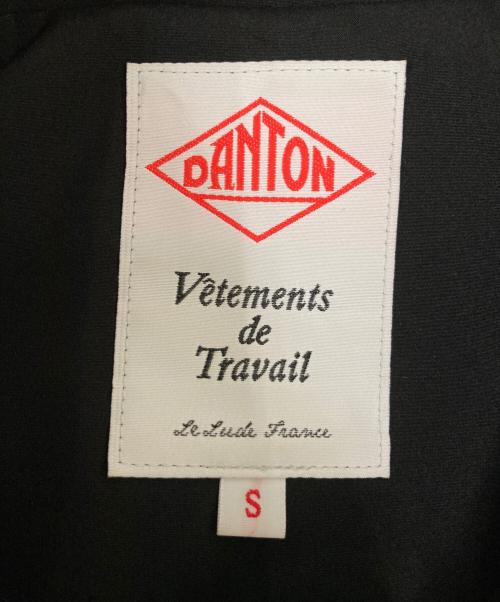 DANTON
Vêtements
de
Travail
Le Lude France
S